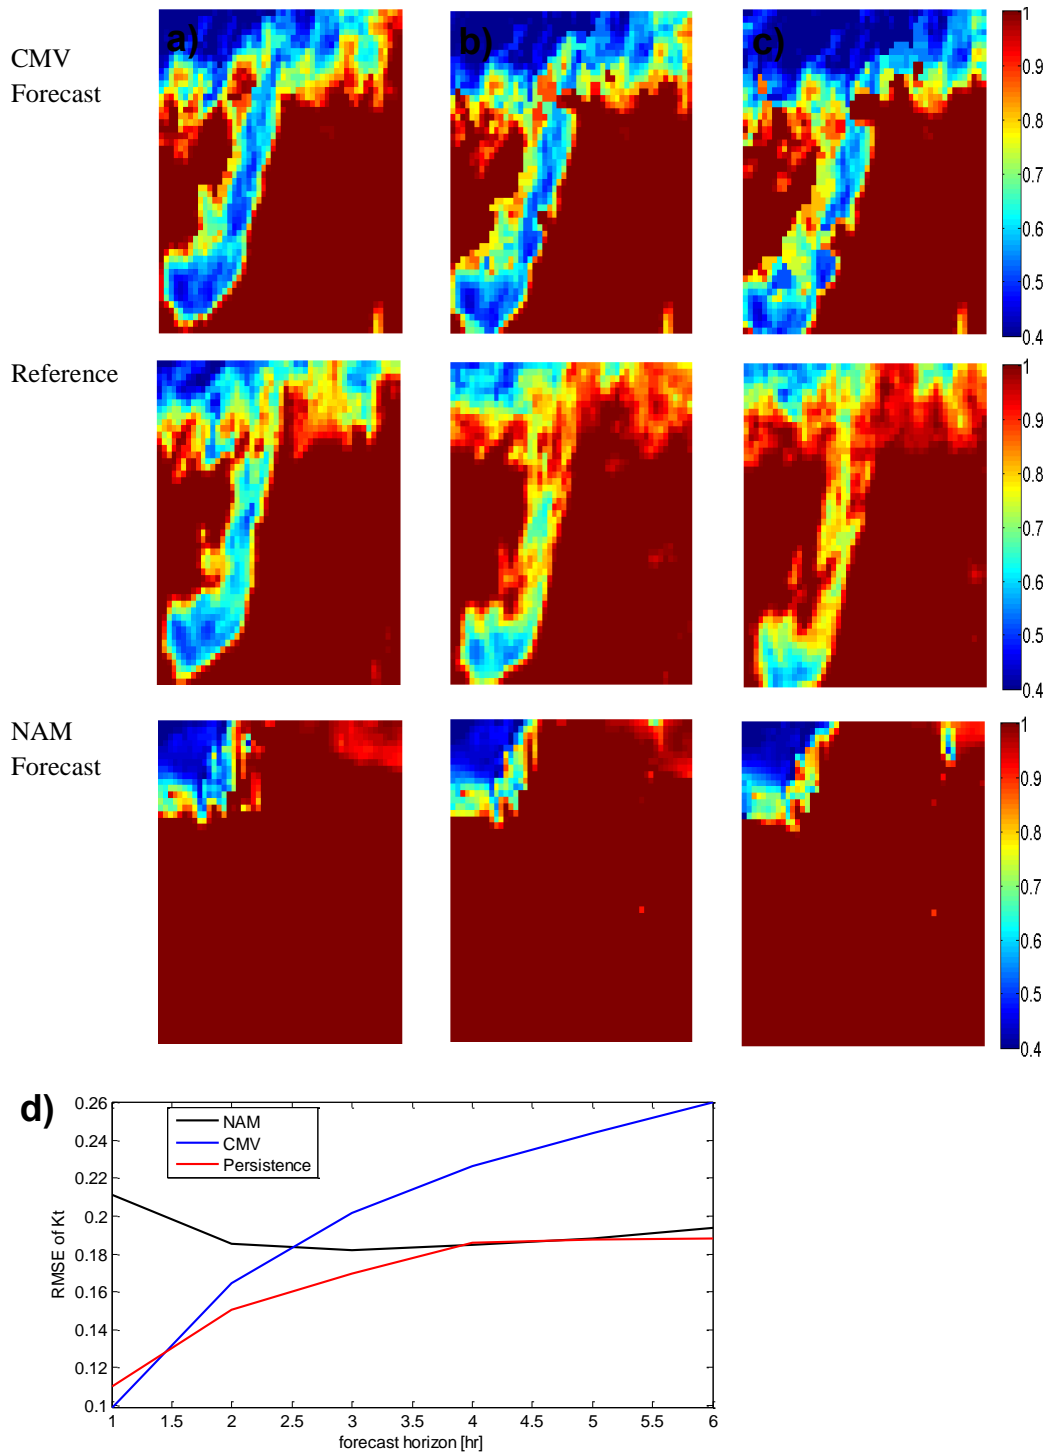 CMV
Forecast
a)
b)
c)
1
0.9
0.8
0.7
0.6
0.5
0.4
Reference
1
0.9
0.8
0.7
0.6
0.5
0.4
NAM
Forecast
1
0.9
0.8
0.7
0.6
0.5
0.4
d)
0.26
0.24
0.22
0.2
0.18
0.16
0.14
0.12
0.1
RMSE of Kt
NAM
CMV
Persistence
1 1.5 2 2.5 3 3.5 4 4.5 5 5.5 6
forecast horizon [hr]